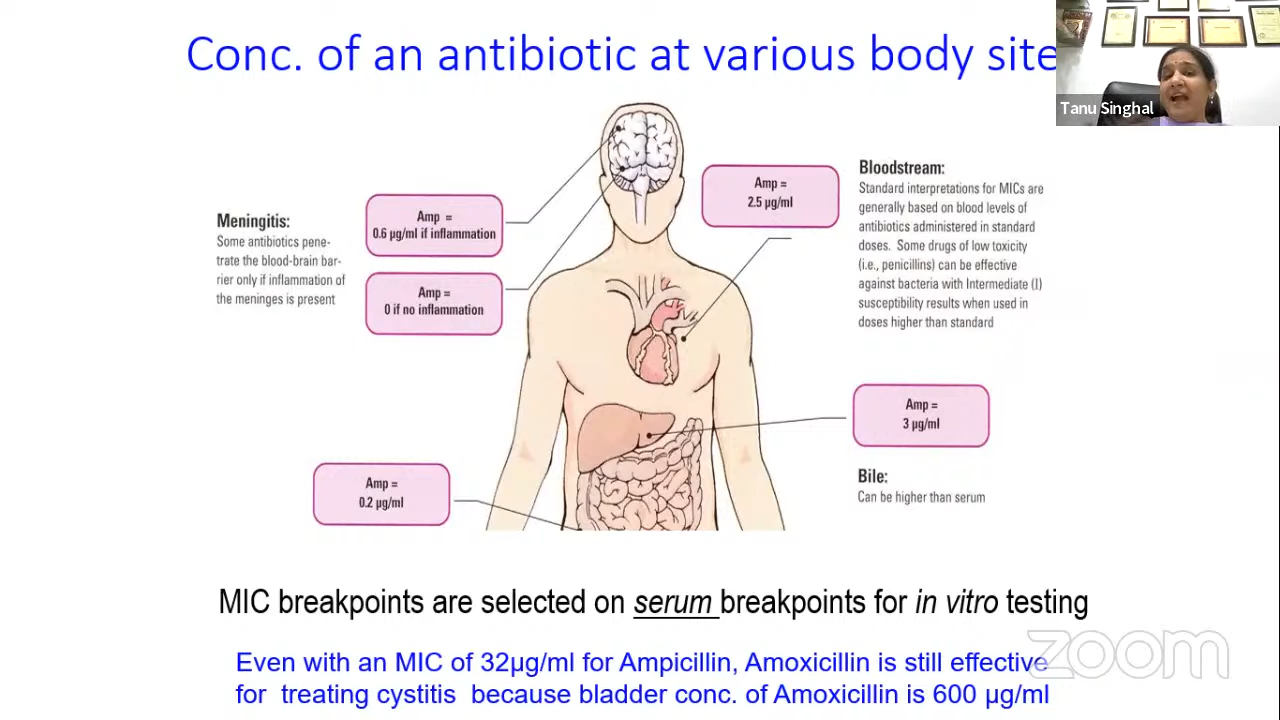 Conc. of an antibiotic at various body site
Tanu Singhal
Meningitis:
Some antibiotics pene-
trate the blood-brain bar-
rier only if inflammation of
the meninges is present
Amp =
0.6 µg/ml if inflammation
Amp =
0 if no inflammation
Amp =
2.5 µg/ml
Bloodstream:
Standard interpretations for MICs are
generally based on blood levels of
antibiotics administered in standard
doses. Some drugs of low toxicity
(i.e., penicillins) can be effective
against bacteria with Intermediate (I)
susceptibility results when used in
doses higher than standard
Amp =
3 µg/ml
Bile:
Can be higher than serum
Amp =
0.2 µg/ml
MIC breakpoints are selected on serum breakpoints for in vitro testing
Even with an MIC of 32µg/ml for Ampicillin, Amoxicillin is still effective
for treating cystitis because bladder conc. of Amoxicillin is 600 µg/ml
zoom